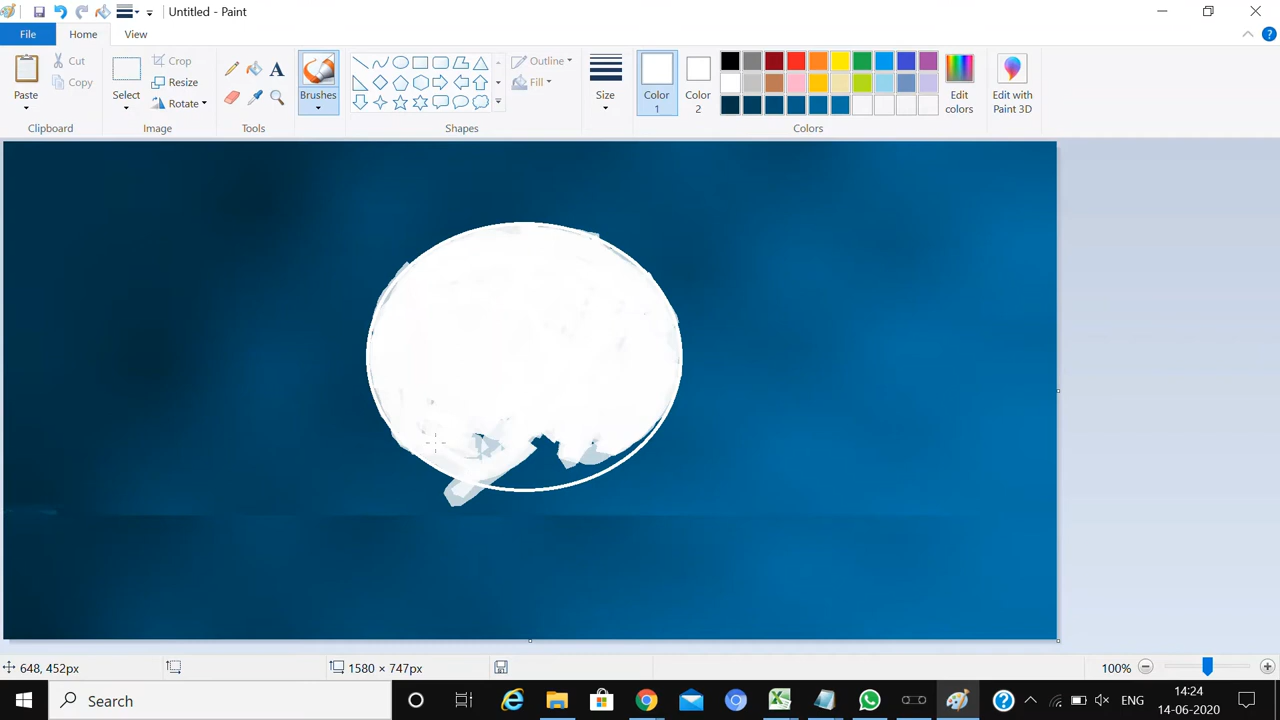 Untitled - Paint
File
Home
View
Paste
Cut
Copy
Clipboard
Select
Crop
Resize
Rotate
Image
Tools
Brushes
Outline
Fill
Shapes
Size
Color
1
Color
2
Edit
colors
Edit with
Paint 3D
Colors
648, 452px
1580 × 747px
100%
Search
ENG
14:24
14-06-2020